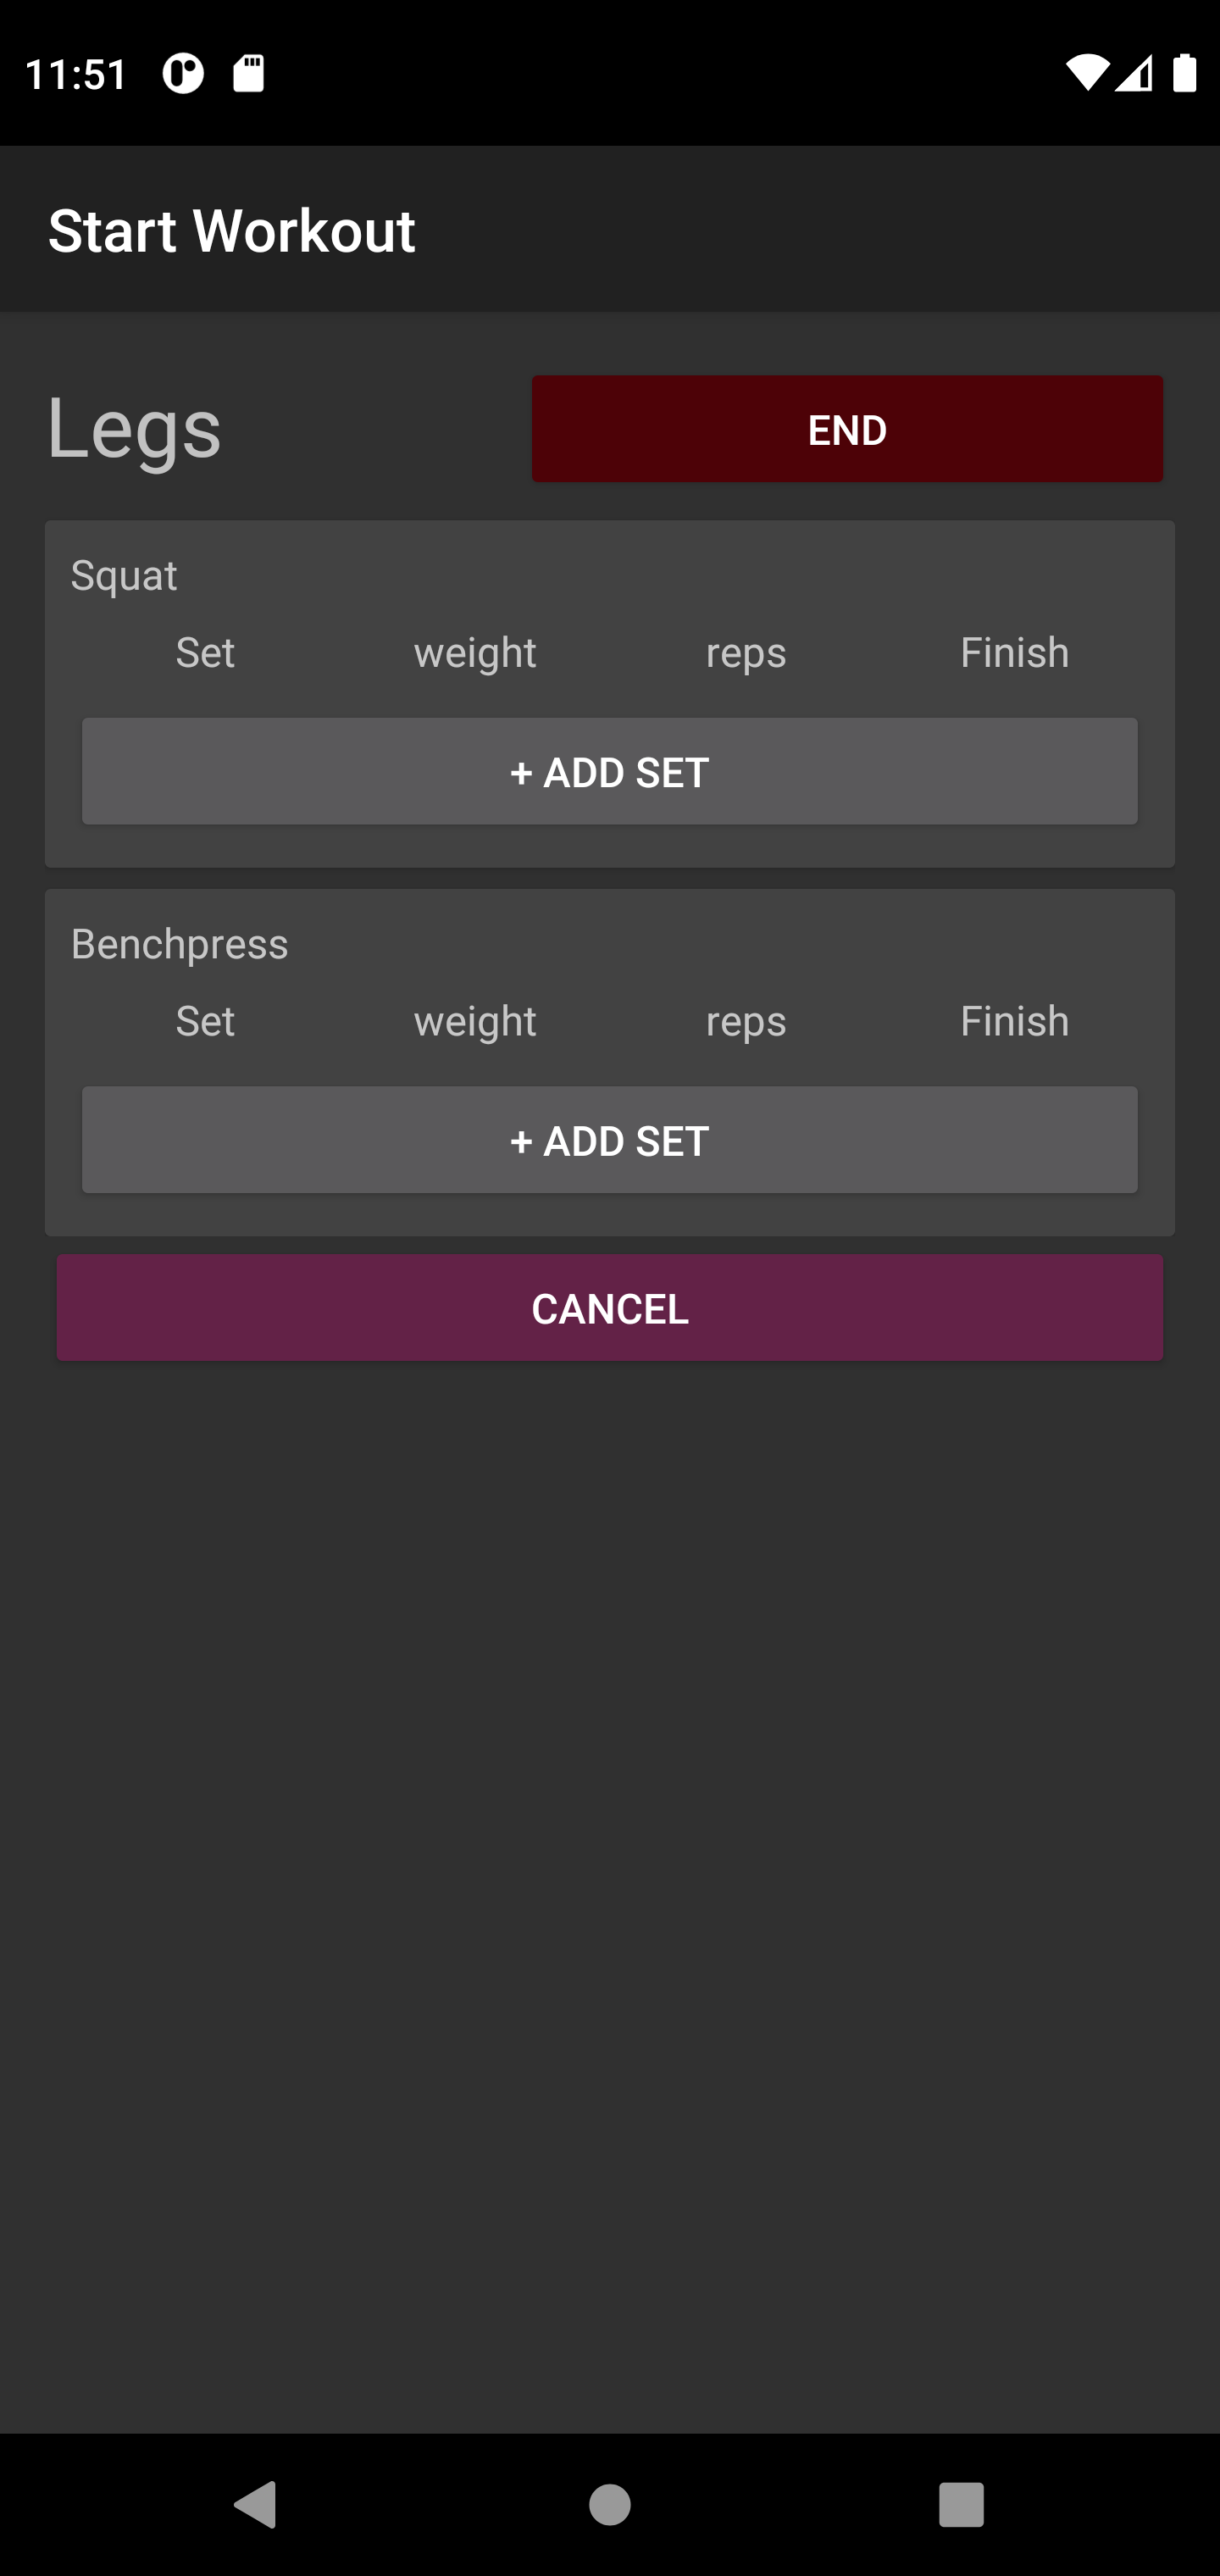 11:51
Start Workout
Legs
END
Squat
Set weight reps Finish
+ ADD SET
Benchpress
Set weight reps Finish
+ ADD SET
CANCEL